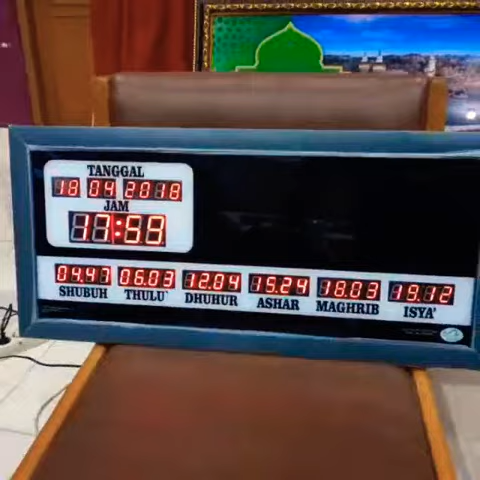 TANGGAL
18 04 2018
JAM
17:59
04.47 06.03 12.04 15.24 18.03 19.12
SHUBUH THULU` DHUHUR ASHAR MAGHRIB ISYA'